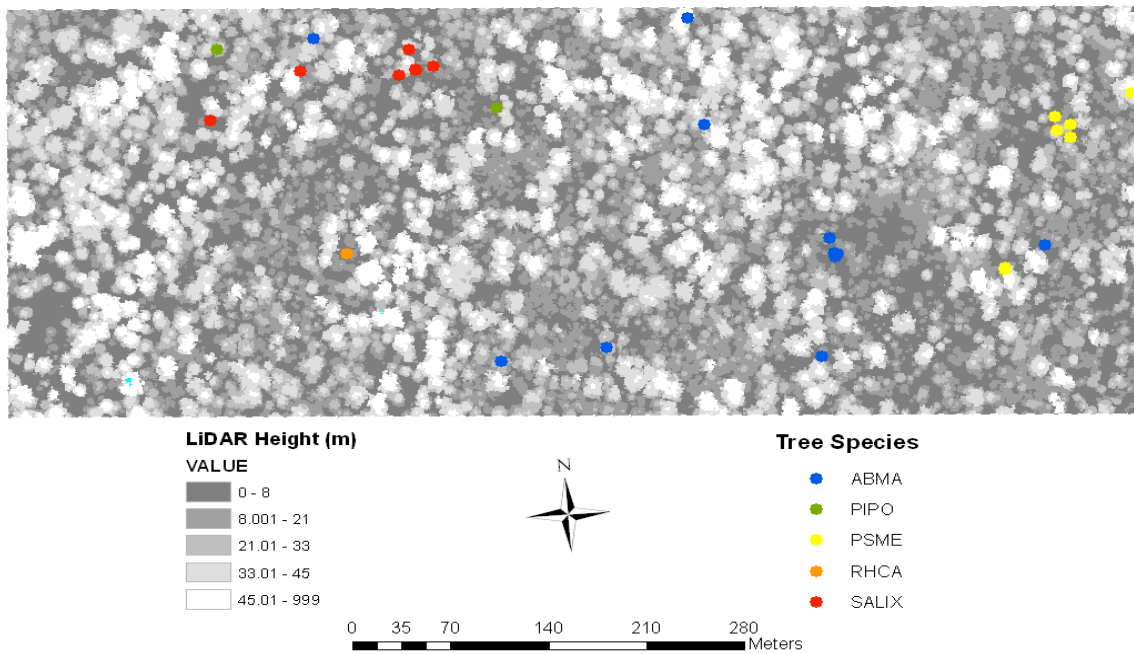 LiDAR Height (m)
VALUE
0 - 8
8.001 - 21
21.01 - 33
33.01 - 45
45.01 - 999
N
0 35 70 140 210 280
Meters
Tree Species
ABMA
PIPO
PSME
RHCA
SALIX